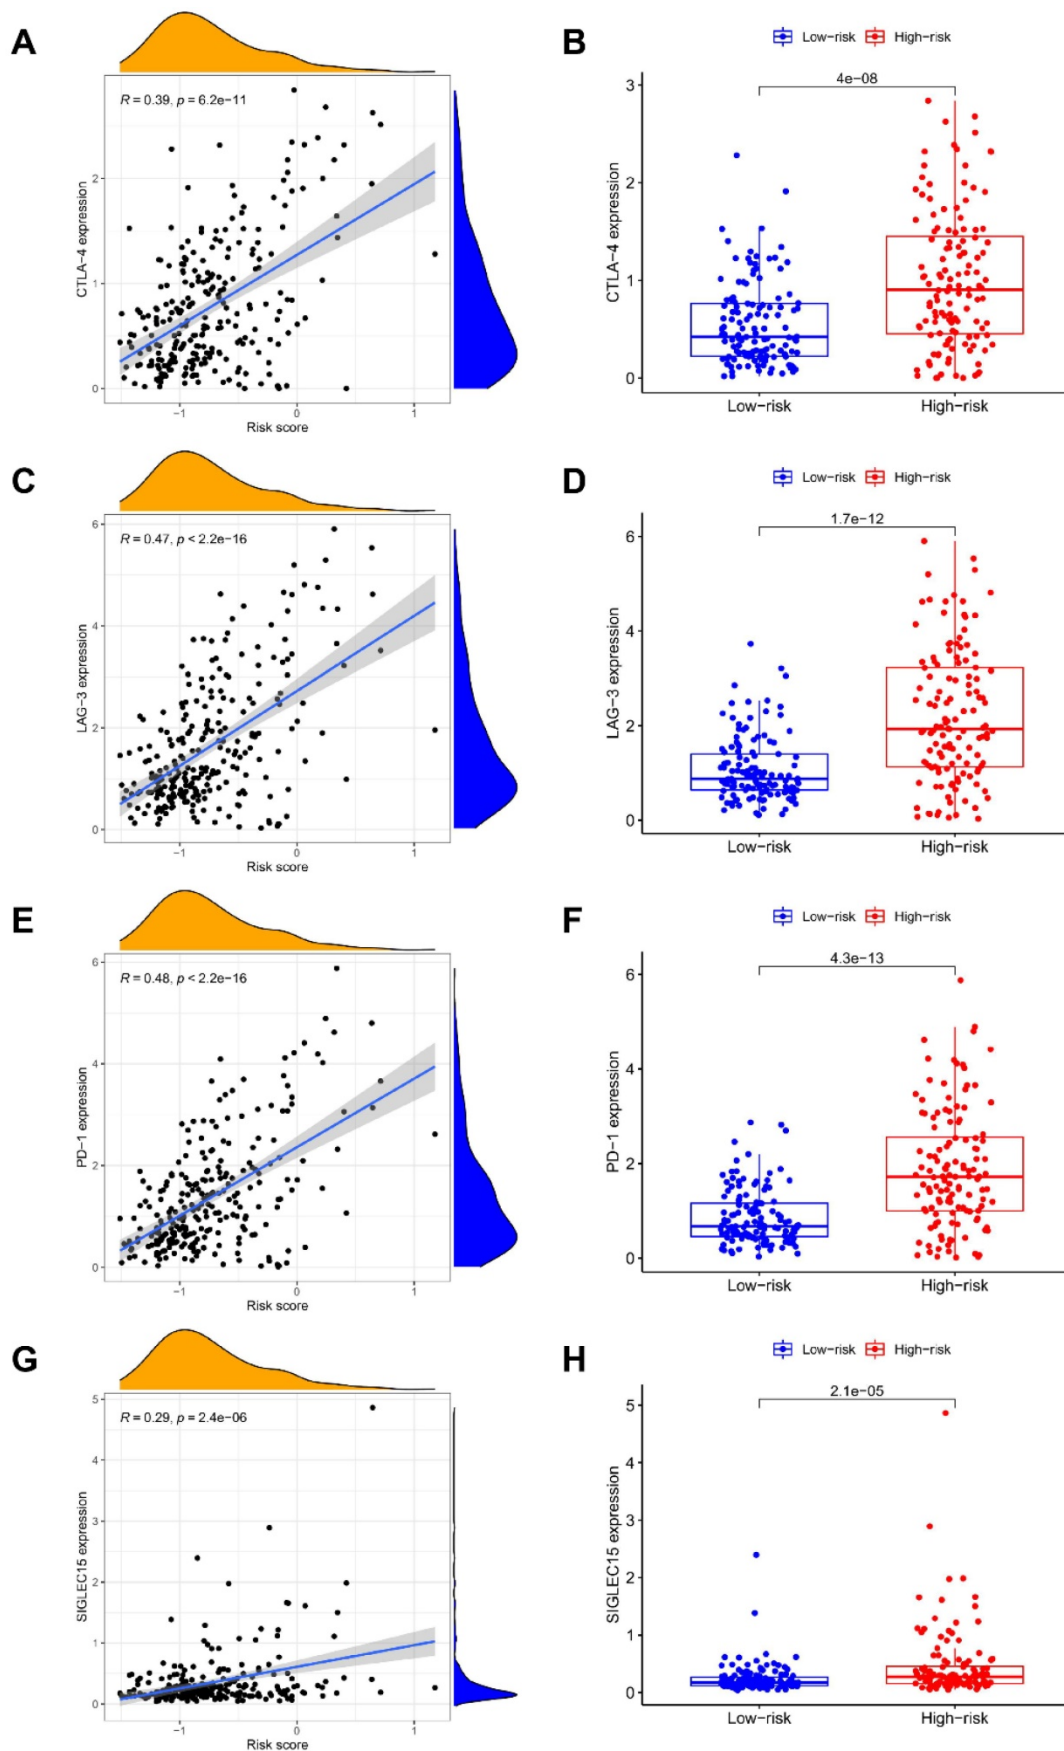 A
R = 0.39, p = 6.2e−11
CTLA−4 expression
2
1
0
−1
0
1
Risk score
B
Low−risk
High−risk
4e−08
CTLA−4 expression
3
2
1
0
Low−risk
High−risk
C
R = 0.47, p < 2.2e−16
LAG−3 expression
6
4
2
0
−1
0
1
Risk score
D
Low−risk
High−risk
1.7e−12
LAG−3 expression
6
4
2
0
Low−risk
High−risk
E
R = 0.48, p < 2.2e−16
PD−1 expression
6
4
2
0
−1
0
1
Risk score
F
Low−risk
High−risk
4.3e−13
PD−1 expression
6
4
2
0
Low−risk
High−risk
G
R = 0.29, p = 2.4e−06
SIGLEC15 expression
5
4
3
2
1
0
−1
0
1
Risk score
H
Low−risk
High−risk
2.1e−05
SIGLEC15 expression
5
4
3
2
1
0
Low−risk
High−risk